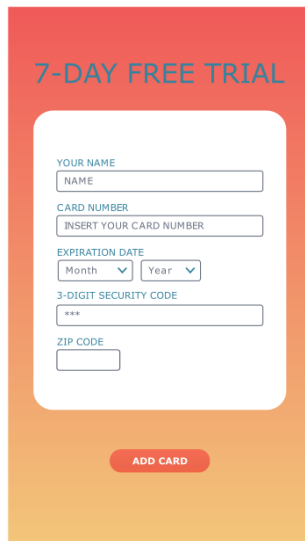 7-DAY FREE TRIAL
YOUR NAME
NAME
CARD NUMBER
INSERT YOUR CARD NUMBER
EXPIRATION DATE
Month Year
3-DIGIT SECURITY CODE
***
ZIP CODE
ADD CARD